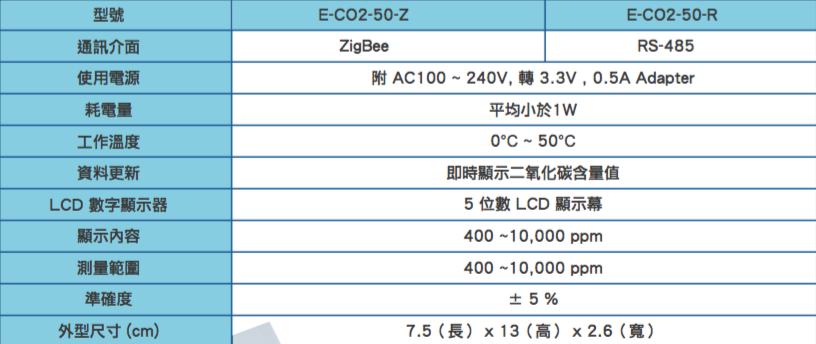 型號 E-CO2-50-Z E-CO2-50-R
通訊介面 ZigBee RS-485
使用電源 附 AC100 ~ 240V, 轉 3.3V , 0.5A Adapter
耗電量 平均小於1W
工作溫度 0°C ~ 50°C
資料更新 即時顯示二氧化碳含量值
LCD 數字顯示器 5 位數 LCD 顯示幕
顯示內容 400 ~10,000 ppm
測量範圍 400 ~10,000 ppm
準確度 ± 5 %
外型尺寸 (cm) 7.5（長） x 13（高） x 2.6（寬）